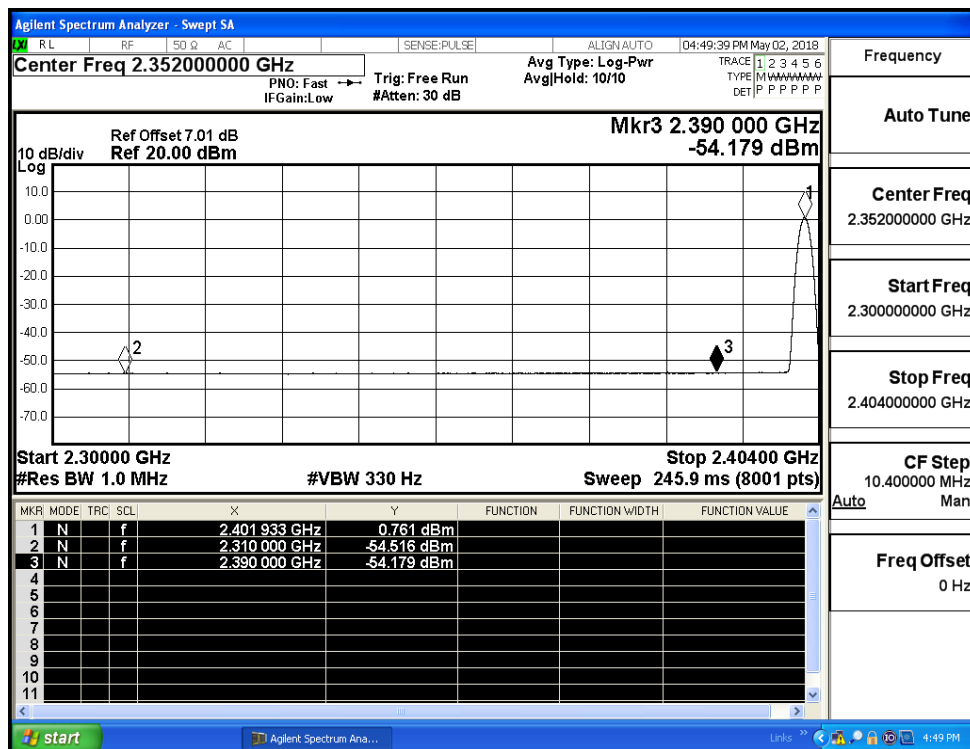 Agilent Spectrum Analyzer - Swept SA
LXI RL RF 50 Ω AC SENSE:PULSE ALIGN AUTO 04:49:39 PM May 02, 2018
Center Freq 2.352000000 GHz
PNO: Fast
IFGain:Low
Trig: Free Run
#Atten: 30 dB
Avg Type: Log-Pwr
Avg|Hold: 10/10
TRACE 1 2 3 4 5 6
TYPE M
DET P P P P P P
Ref Offset 7.01 dB
10 dB/div Ref 20.00 dBm
Log
Mkr3 2.390 000 GHz
-54.179 dBm
10.0
0.00
-10.0
-20.0
-30.0
-40.0
-50.0
-60.0
-70.0
1
2
3
Start 2.30000 GHz Stop 2.40400 GHz
#Res BW 1.0 MHz #VBW 330 Hz Sweep 245.9 ms (8001 pts)
MKR MODE TRC SCL X Y FUNCTION FUNCTION WIDTH FUNCTION VALUE
1 N f 2.401 933 GHz 0.761 dBm
2 N f 2.310 000 GHz -54.516 dBm
3 N f 2.390 000 GHz -54.179 dBm
4
5
6
7
8
9
10
11
Frequency
Auto Tune
Center Freq
2.352000000 GHz
Start Freq
2.300000000 GHz
Stop Freq
2.404000000 GHz
CF Step
10.400000 MHz
Auto Man
Freq Offset
0 Hz
start Agilent Spectrum Ana... Links 4:49 PM